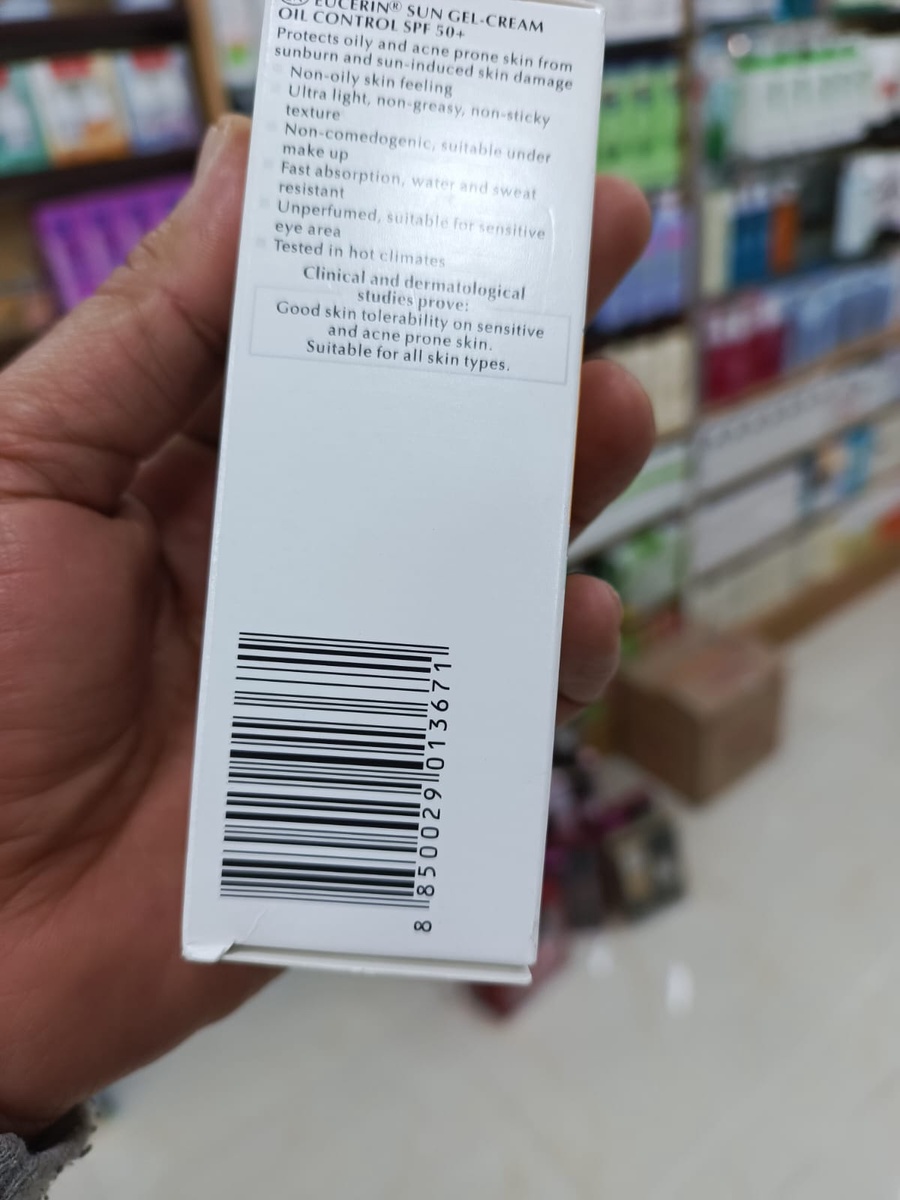 EUCERIN® SUN GEL-CREAM
OIL CONTROL SPF 50+
Protects oily and acne prone skin from
sunburn and sun-induced skin damage
Non-oily skin feeling
Ultra light, non-greasy, non-sticky
texture
Non-comedogenic, suitable under
make up
Fast absorption, water and sweat
resistant
Unperfumed, suitable for sensitive
eye area
Tested in hot climates
Clinical and dermatological
studies prove:
Good skin tolerability on sensitive
and acne prone skin.
Suitable for all skin types.
8 850029 013671